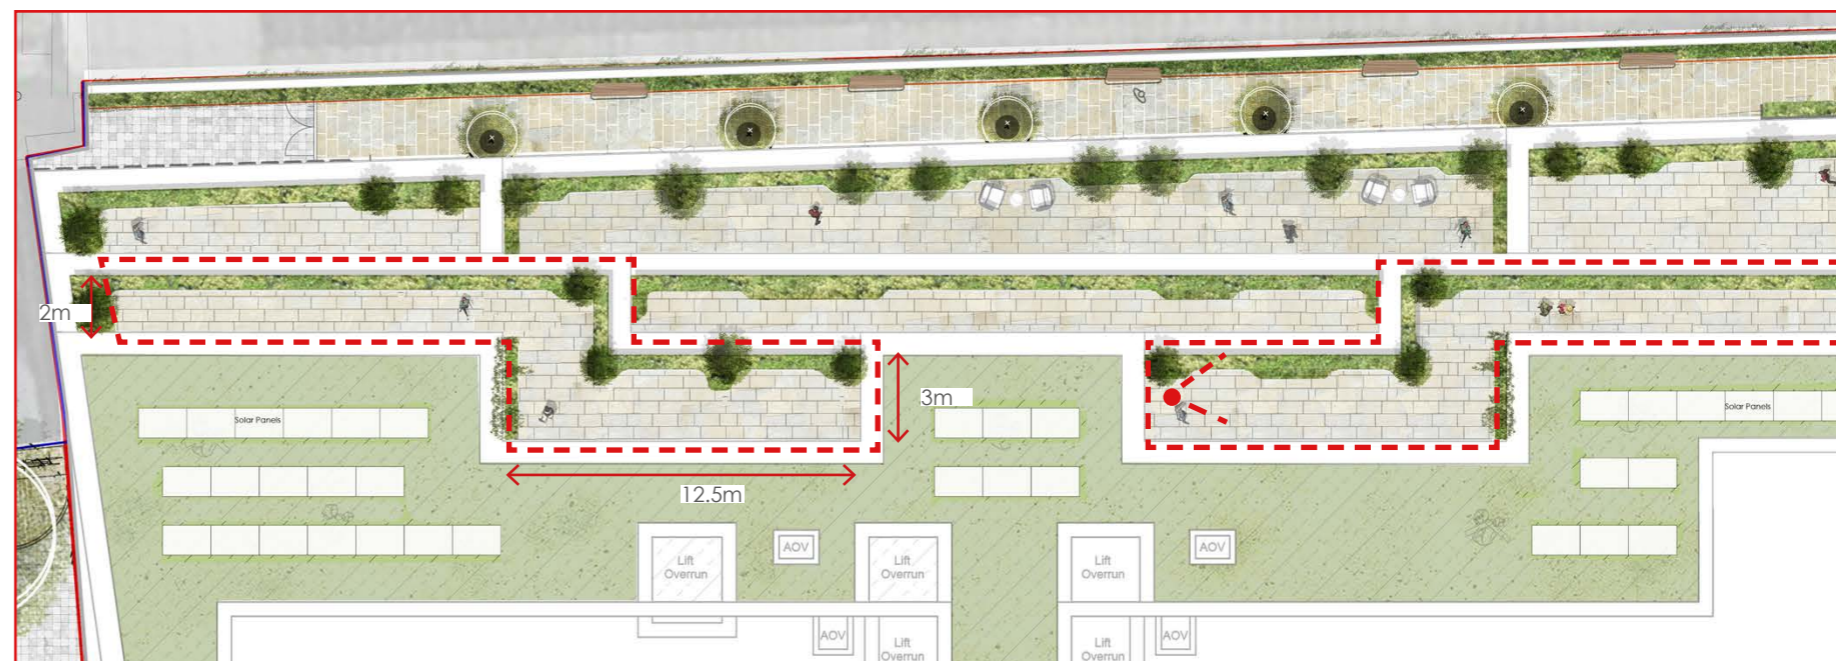 2m
3m
Solar Panels
Solar Panels
12.5m
AOV
AOV
Lift
Overrun
Lift
Overrun
Lift
Overrun
AOV
AOV
Lift
Overrun
Lift
Overrun